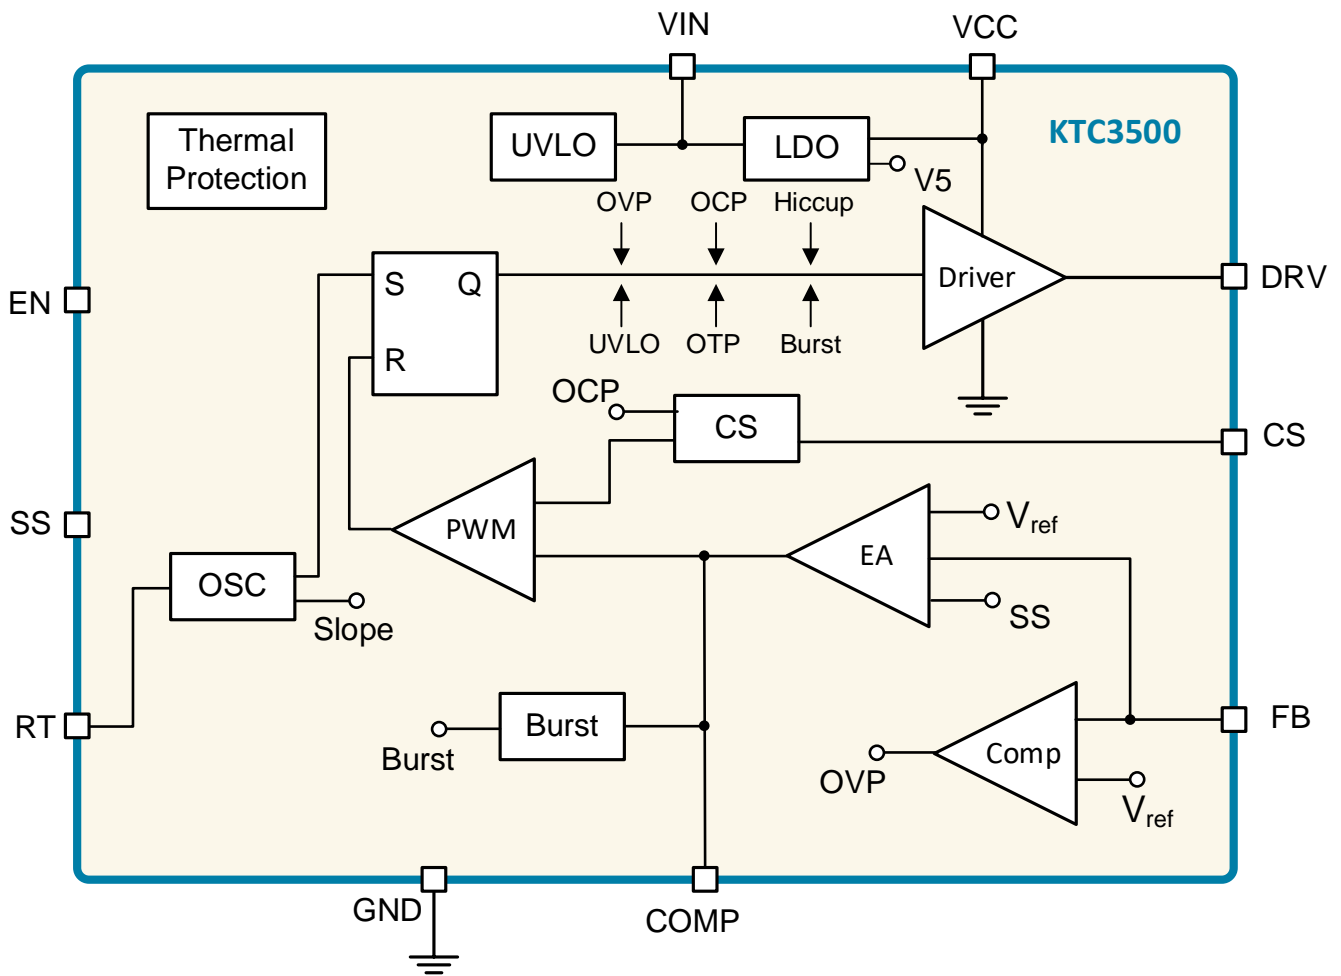 VIN
VCC
KTC3500
Thermal
Protection
UVLO
LDO
V5
OVP
OCP
Hiccup
S
Q
R
UVLO
OTP
Burst
Driver
EN
DRV
OCP
CS
CS
PWM
EA
Vref
SS
SS
OSC
Slope
RT
Burst
Burst
Comp
OVP
Vref
FB
GND
COMP